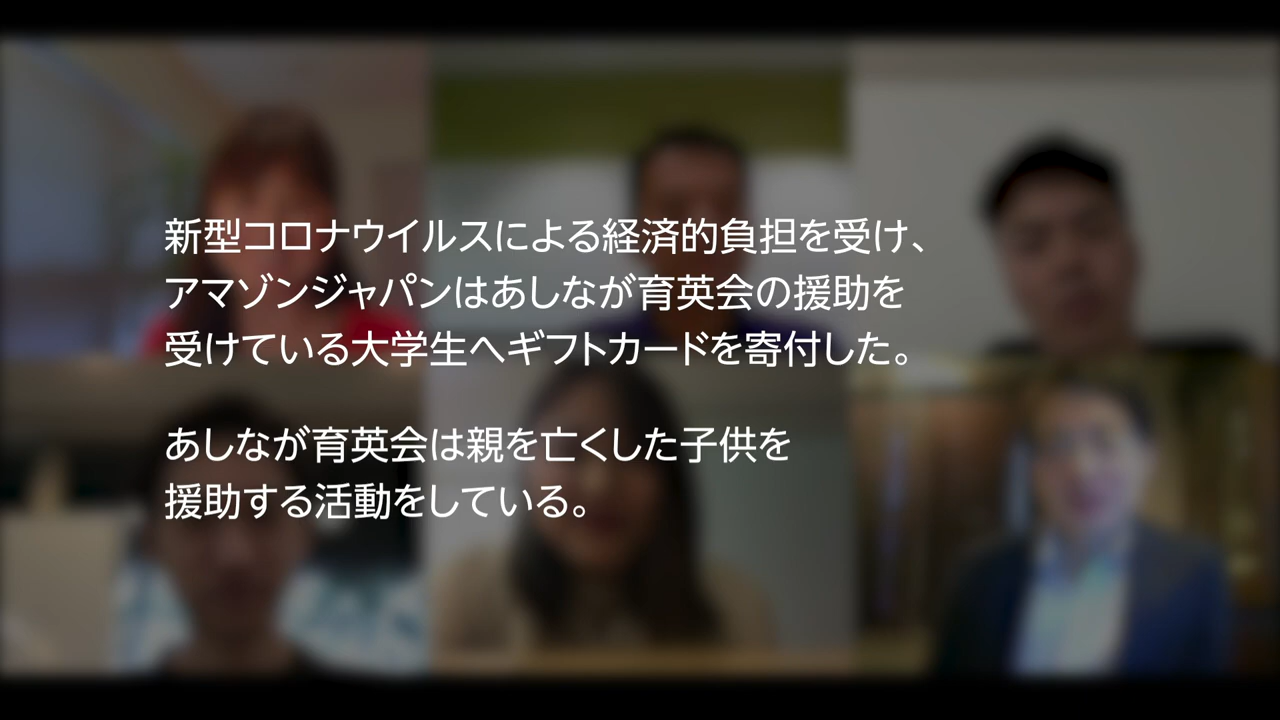 新型コロナウイルスによる経済的負担を受け、
アマゾンジャパンはあしなが育英会の援助を
受けている大学生へギフトカードを寄付した。
あしなが育英会は親を亡くした子供を
援助する活動をしている。